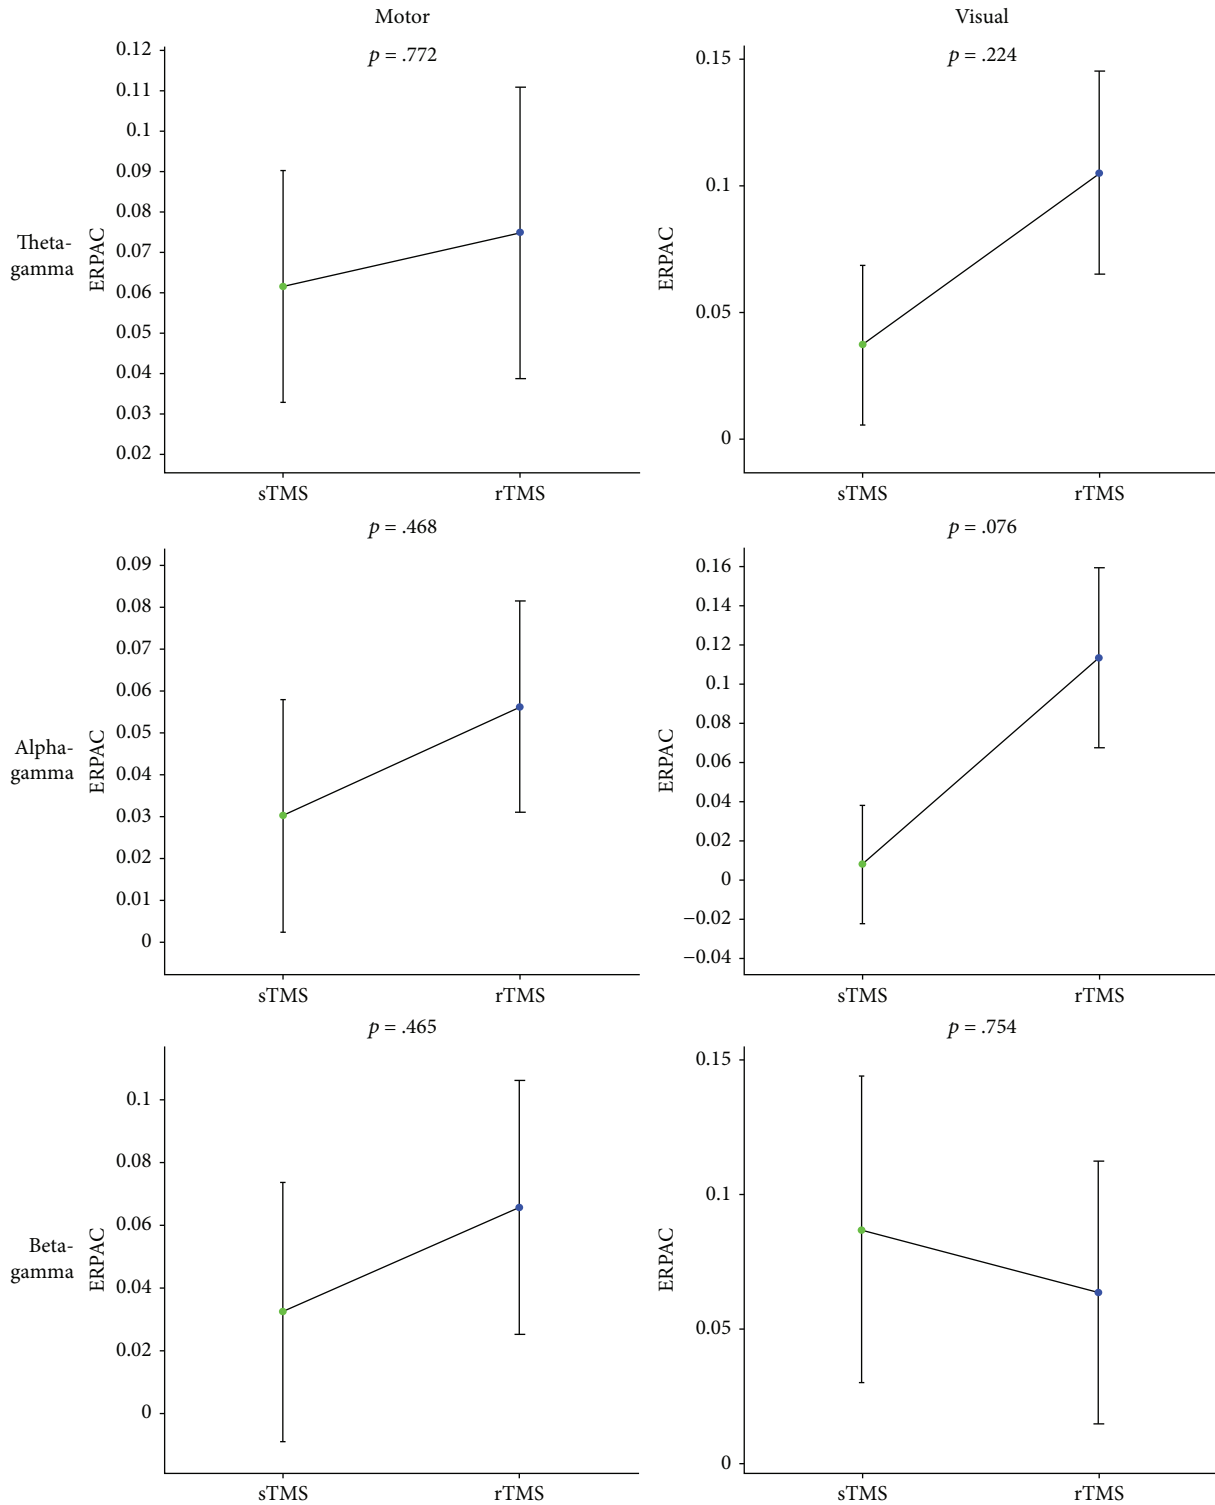 Motor
Visual
p = .772
p = .224
Theta-
gamma
ERPAC
0.12
0.11
0.1
0.09
0.08
0.07
0.06
0.05
0.04
0.03
0.02
sTMS
rTMS
ERPAC
0.15
0.1
0.05
0
sTMS
rTMS
p = .468
p = .076
Alpha-
gamma
ERPAC
0.09
0.08
0.07
0.06
0.05
0.04
0.03
0.02
0.01
0
sTMS
rTMS
ERPAC
0.16
0.14
0.12
0.1
0.08
0.06
0.04
0.02
0
−0.02
−0.04
sTMS
rTMS
p = .465
p = .754
Beta-
gamma
ERPAC
0.1
0.08
0.06
0.04
0.02
0
sTMS
rTMS
ERPAC
0.15
0.1
0.05
0
sTMS
rTMS